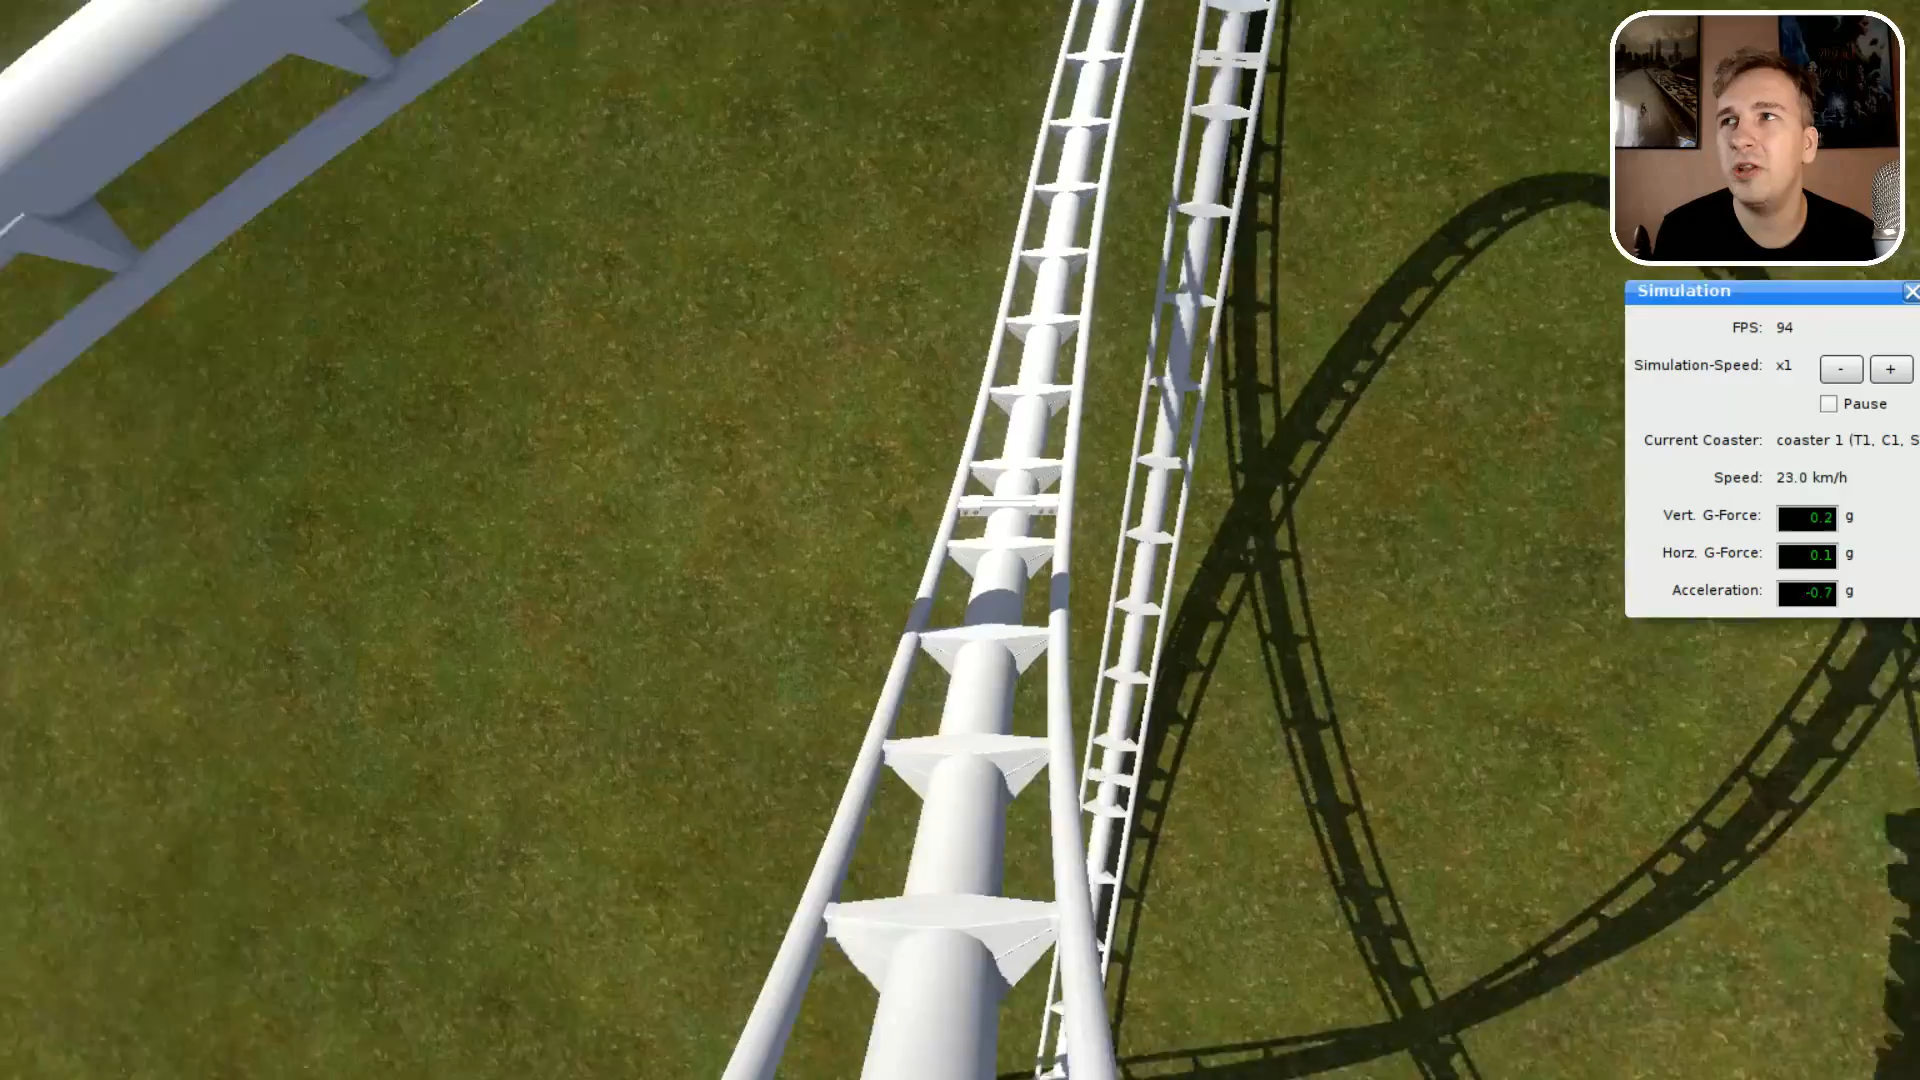 Simulation
FPS: 94
Simulation-Speed: x1 - +
Pause
Current Coaster: coaster 1 (T1, C1, S
Speed: 23.0 km/h
Vert. G-Force: 0.2 g
Horz. G-Force: 0.1 g
Acceleration: -0.7 g